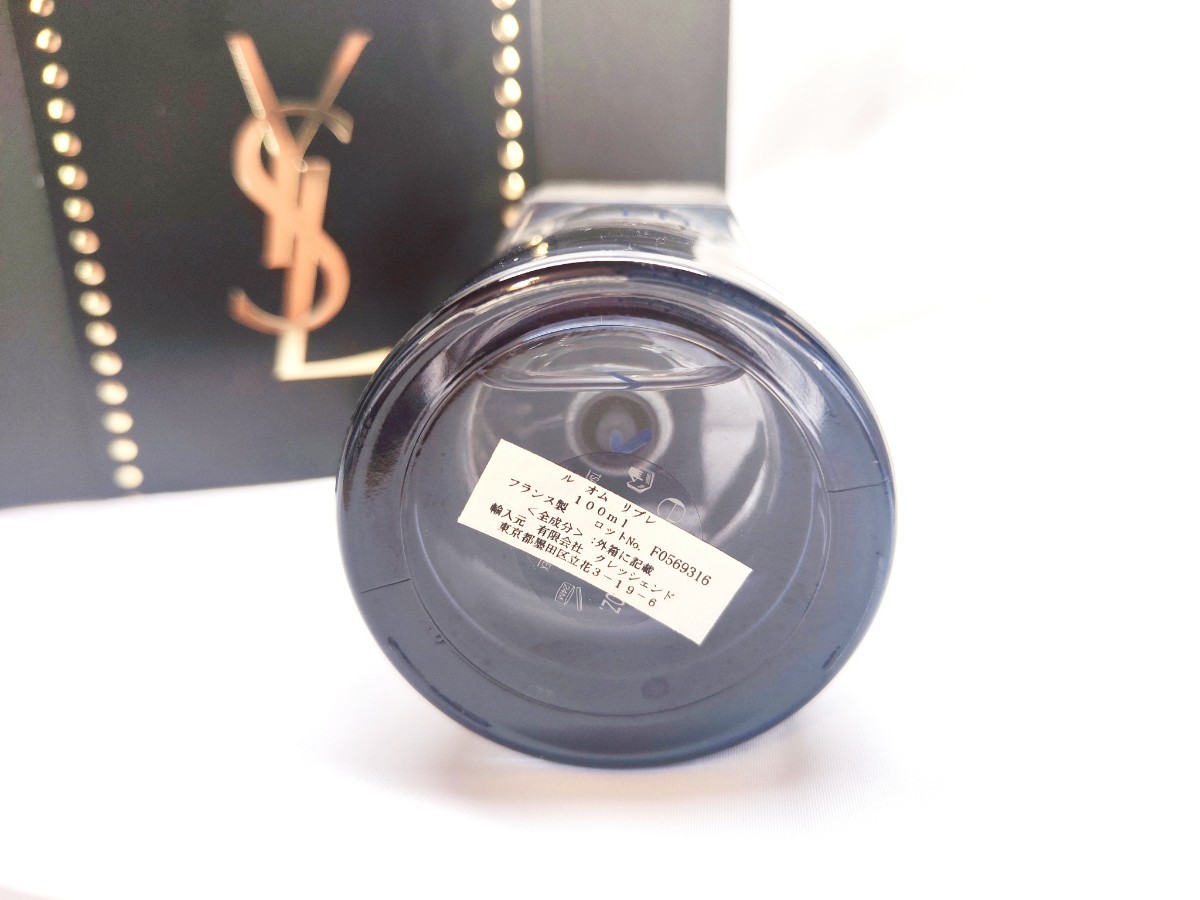 YSL
ル オム リブレ
フランス製 100ml
ロットNo. F0569316
<全成分>:外箱に記載
輸入元 有限会社 クレッシェンド
東京都墨田区立花3-19-6
OZ
24M